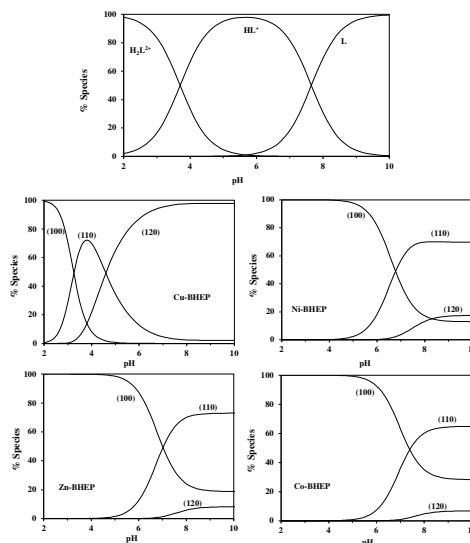 % Species
100
80
60
40
20
0
H₂L²⁺
HL⁺
L
2 4 6 8 10
pH
% Species
100
80
60
40
20
0
(100)
(110)
(120)
Cu-BHEP
2 4 6 8 10
pH
% Species
100
80
60
40
20
0
(100)
(110)
(120)
Ni-BHEP
2 4 6 8 10
pH
% Species
100
80
60
40
20
0
(100)
(110)
(120)
Zn-BHEP
2 4 6 8 10
pH
% Species
100
80
60
40
20
0
(100)
(110)
(120)
Co-BHEP
2 4 6 8 10
pH